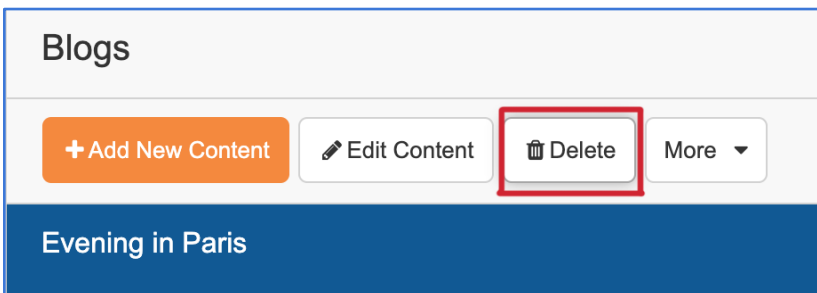 Blogs
Add New Content Edit Content Delete More
Evening in Paris